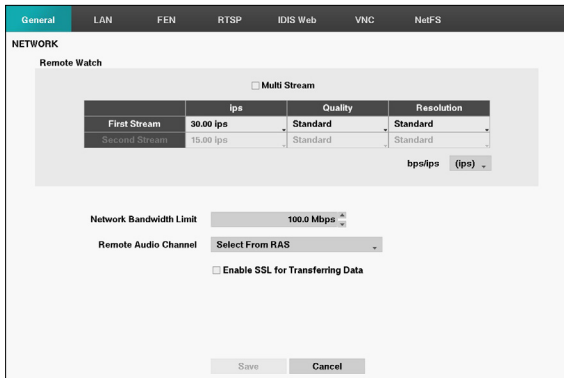 General LAN FEN RTSP IDIS Web VNC NetFS
NETWORK
Remote Watch
Multi Stream
ips Quality Resolution
First Stream 30.00 ips Standard Standard
Second Stream 15.00 ips Standard Standard
bps/ips (ips)
Network Bandwidth Limit 100.0 Mbps
Remote Audio Channel Select From RAS
Enable SSL for Transferring Data
Save Cancel